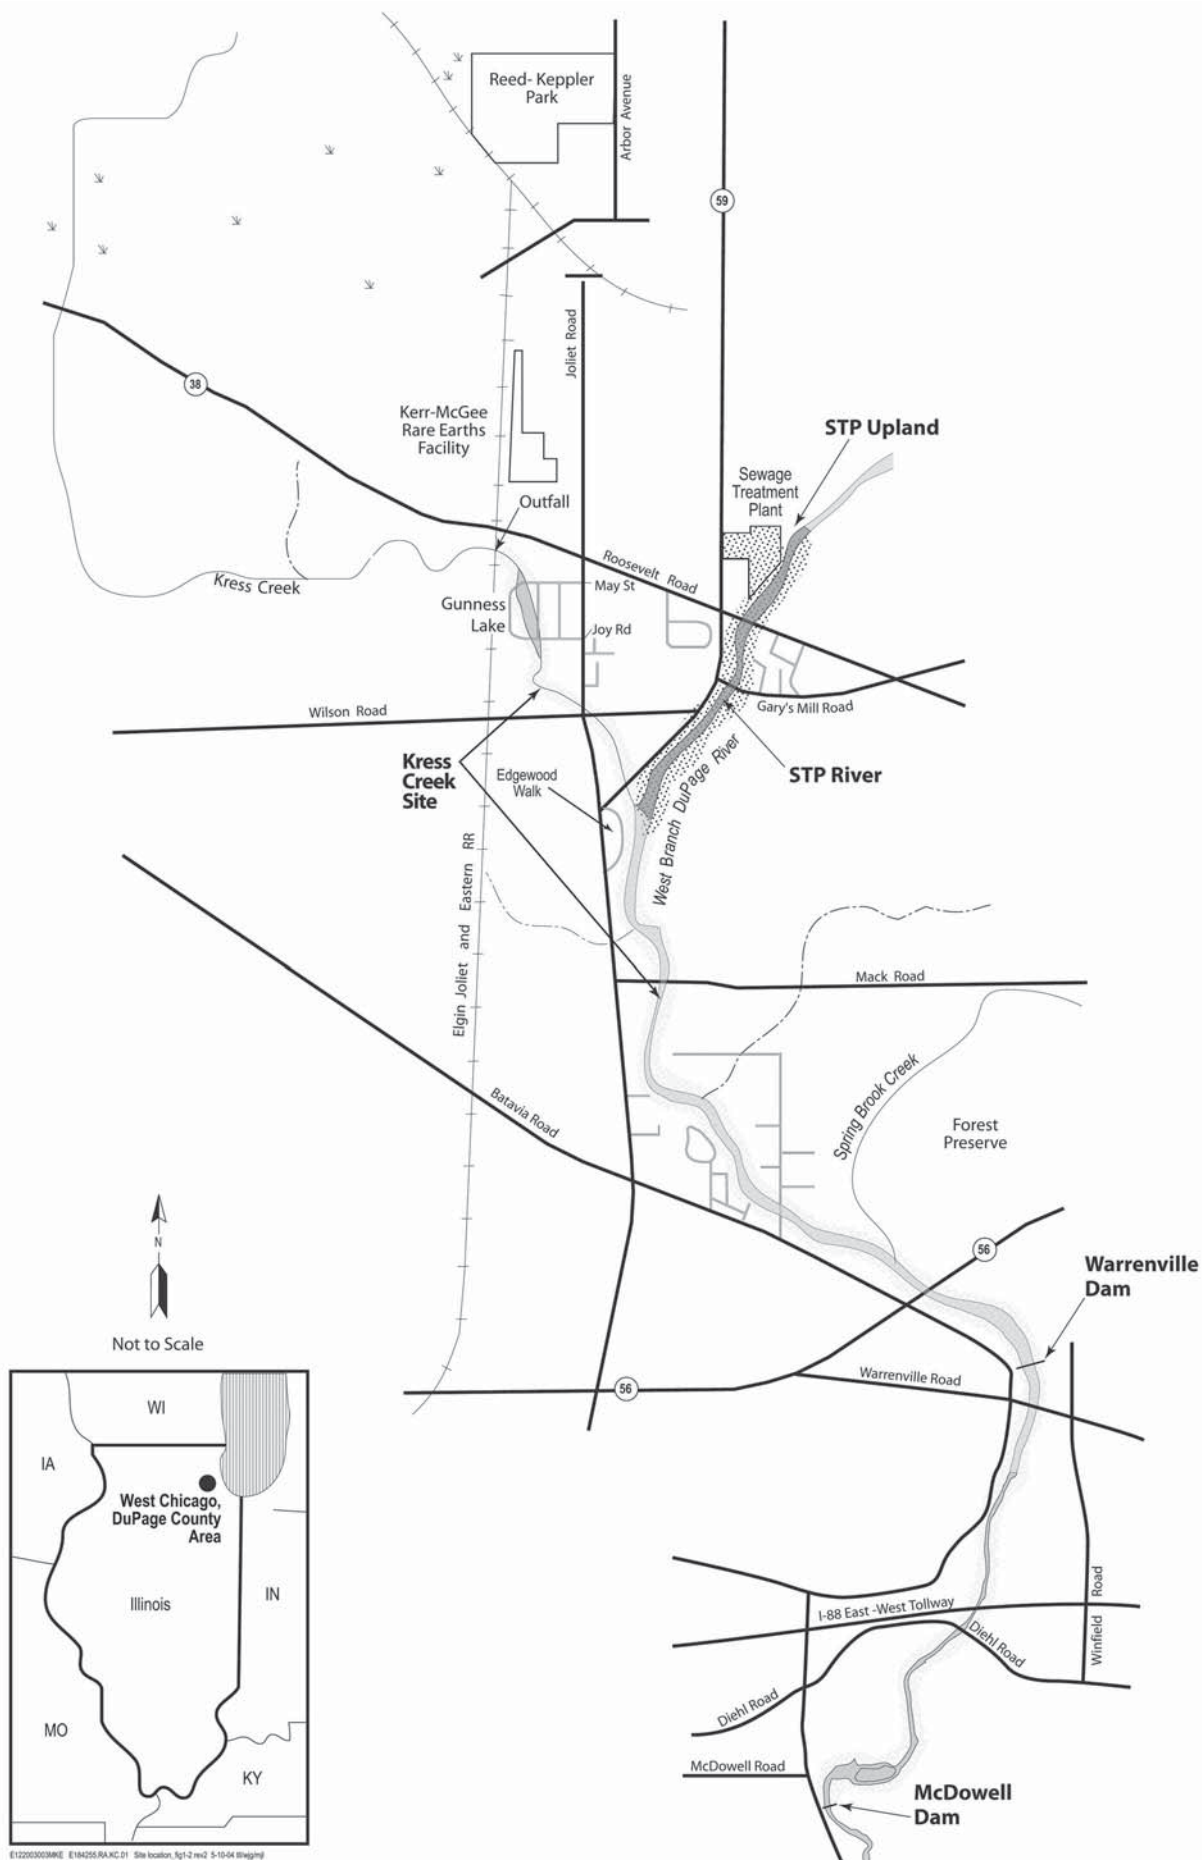 Reed- Keppler
Park
Arbor Avenue
59
Joliet Road
38
Kerr-McGee
Rare Earths
Facility
STP Upland
Sewage
Treatment
Plant
Outfall
Roosevelt Road
Kress Creek
May St
Gunness
Lake
Joy Rd
Gary's Mill Road
Wilson Road
STP River
Kress
Creek
Site
Edgewood
Walk
West Branch DuPage River
Elgin Joliet and Eastern RR
Mack Road
Batavia Road
Spring Brook Creek
Forest
Preserve
N
Not to Scale
56
Warrenville
Dam
Warrenville Road
56
WI
IA
West Chicago,
DuPage County
Area
Illinois
IN
MO
KY
I-88 East -West Tollway
Diehl Road
Winfield Road
Diehl Road
McDowell Road
McDowell
Dam